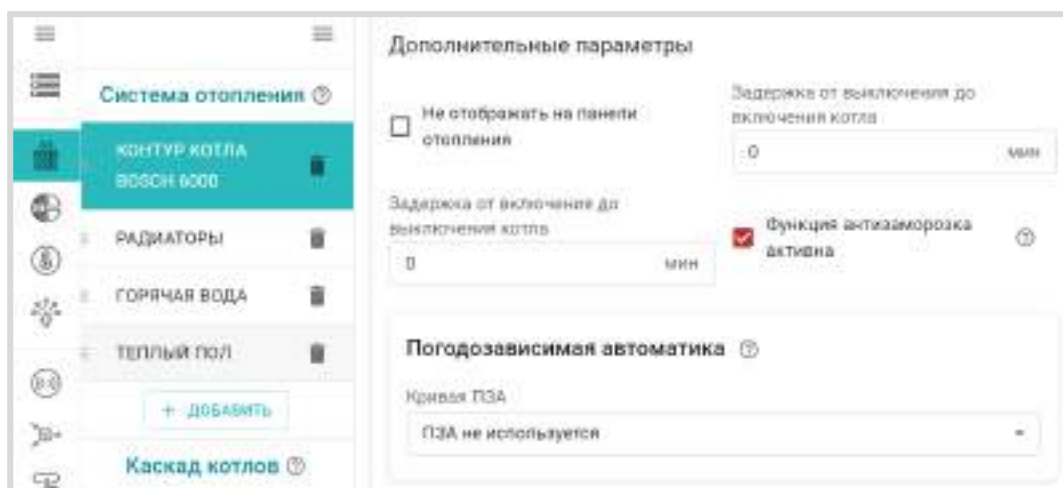 Система отопления
КОНТУР КОТЛА
BOSCH 6000
РАДИАТОРЫ
ГОРЯЧАЯ ВОДА
ТЕПЛЫЙ ПОЛ
+ ДОБАВИТЬ
Каскад котлов
Дополнительные параметры
Не отображать на панели
отопления
Задержка от выключения до
включения котла
0 мин
Задержка от включения до
выключения котла
0 мин
Функция антизаморозка
активна
Погодозависимая автоматика
Кривая ПЗА
ПЗА не используется